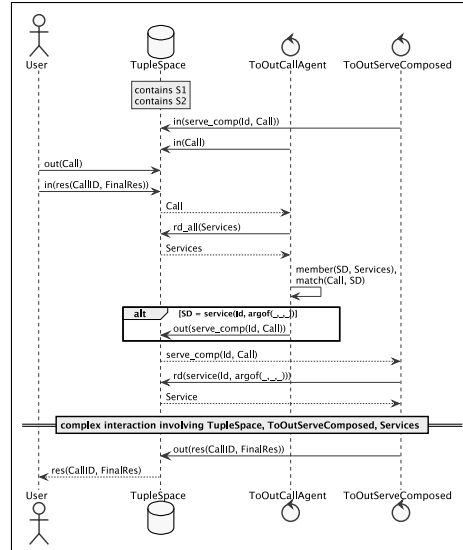 User TupleSpace ToOutCallAgent ToOutServeComposed
contains S1
contains S2
in(serve_comp(Id, Call))
in(Call)
out(Call)
in(res(CallID, FinalRes))
Call
rd_all(Services)
Services
member(SD, Services),
match(Call, SD)
alt [SD = service(Id, argof(_,_,_)]
out(serve_comp(Id, Call))
serve_comp(Id, Call)
rd(service(Id, argof(_,_,_)))
Service
complex interaction involving TupleSpace, ToOutServeComposed, Services
out(res(CallID, FinalRes))
res(CallID, FinalRes)
User TupleSpace ToOutCallAgent ToOutServeComposed